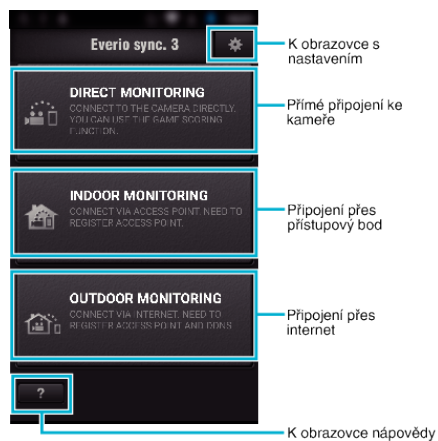 Everio sync. 3
K obrazovce s
nastavením
DIRECT MONITORING
CONNECT TO THE CAMERA DIRECTLY.
YOU CAN USE THE GAME SCORING
FUNCTION.
Přímé připojení ke
kameře
INDOOR MONITORING
CONNECT VIA ACCESS POINT. NEED TO
REGISTER ACCESS POINT.
Připojení přes
přístupový bod
OUTDOOR MONITORING
CONNECT VIA INTERNET. NEED TO
REGISTER ACCESS POINT AND DDNS
Připojení přes
internet
?
K obrazovce nápovědy